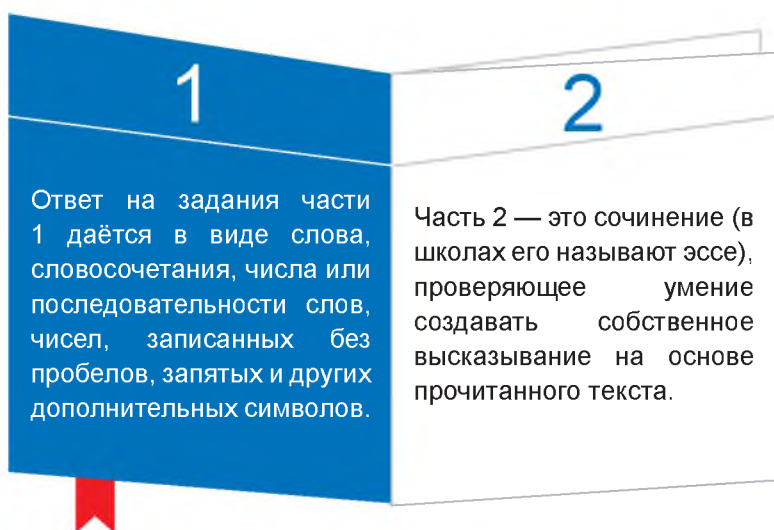 1
Ответ на задания части
1 даётся в виде слова,
словосочетания, числа или
последовательности слов,
чисел, записанных без
пробелов, запятых и других
дополнительных символов.
2
Часть 2 — это сочинение (в
школах его называют эссе),
проверяющее умение
создавать собственное
высказывание на основе
прочитанного текста.